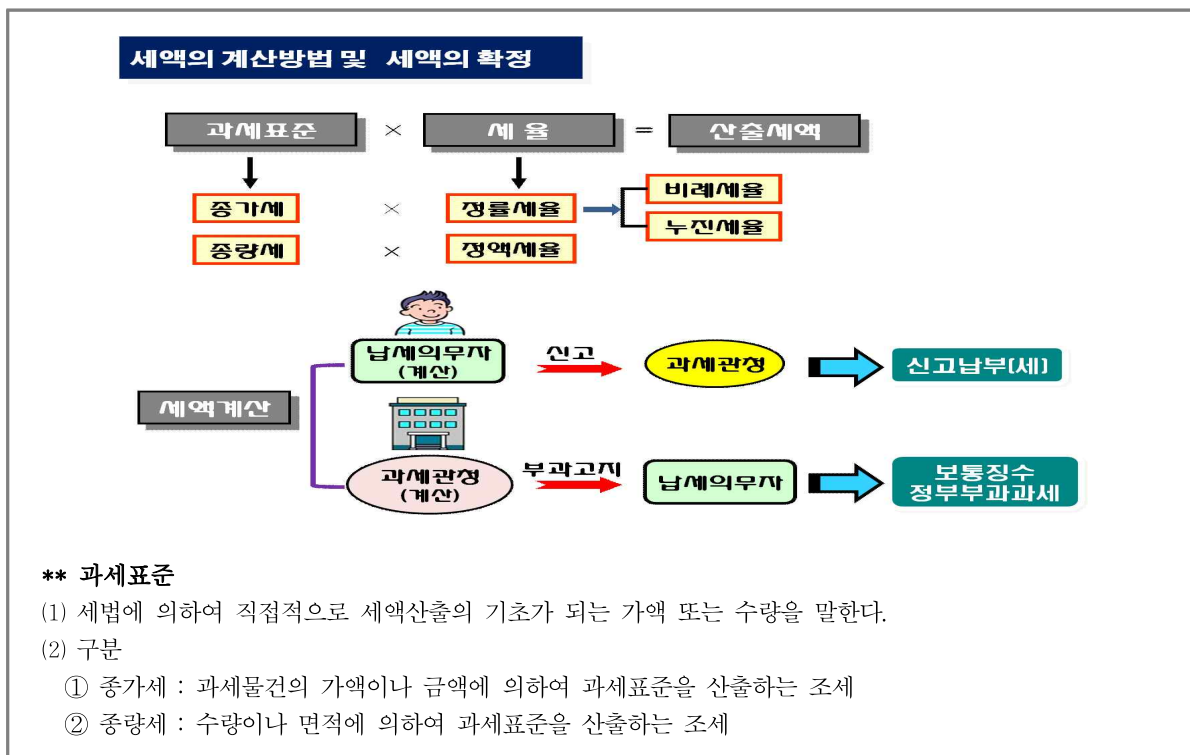 세액의 계산방법 및 세액의 확정
과세표준 × 세 율 = 산출세액
종가세 × 정률세율
비례세율
누진세율
종량세 × 정액세율
세액계산
납세의무자
(계산)
신고
과세관청
신고납부(세)
과세관청
(계산)
부과고지
납세의무자
보통징수
정부부과과세
** 과세표준
(1) 세법에 의하여 직접적으로 세액산출의 기초가 되는 가액 또는 수량을 말한다.
(2) 구분
① 종가세 : 과세물건의 가액이나 금액에 의하여 과세표준을 산출하는 조세
② 종량세 : 수량이나 면적에 의하여 과세표준을 산출하는 조세